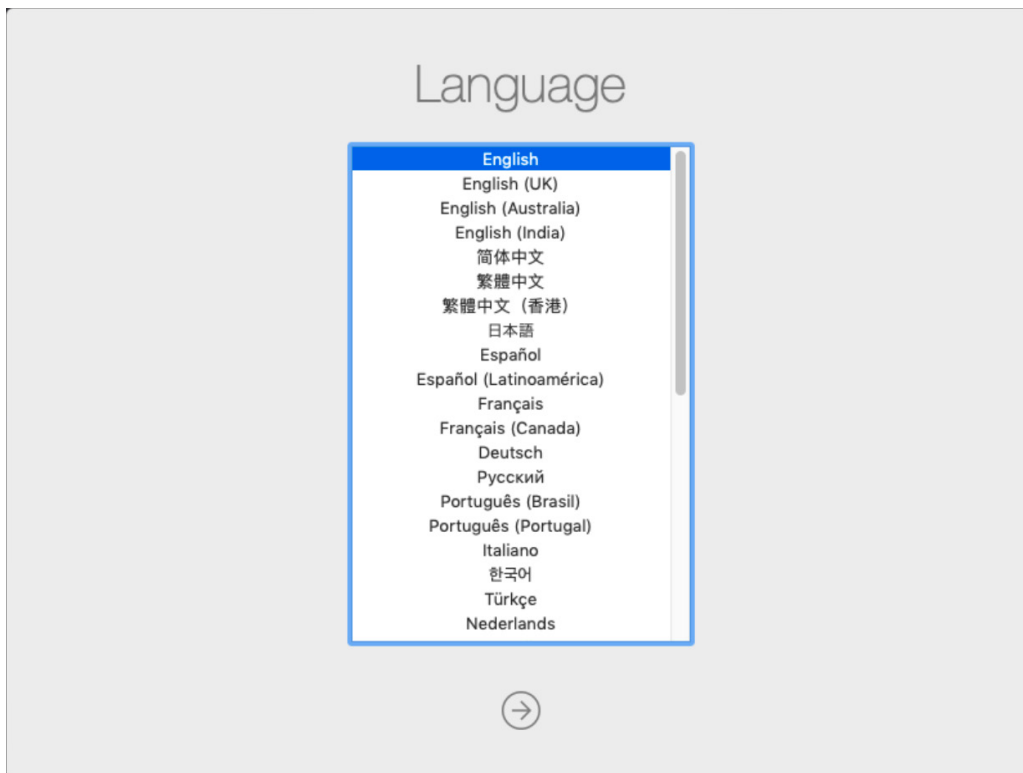 Language
English
English (UK)
English (Australia)
English (India)
简体中文
繁體中文
繁體中文（香港）
日本語
Español
Español (Latinoamérica)
Français
Français (Canada)
Deutsch
Русский
Português (Brasil)
Português (Portugal)
Italiano
한국어
Türkçe
Nederlands